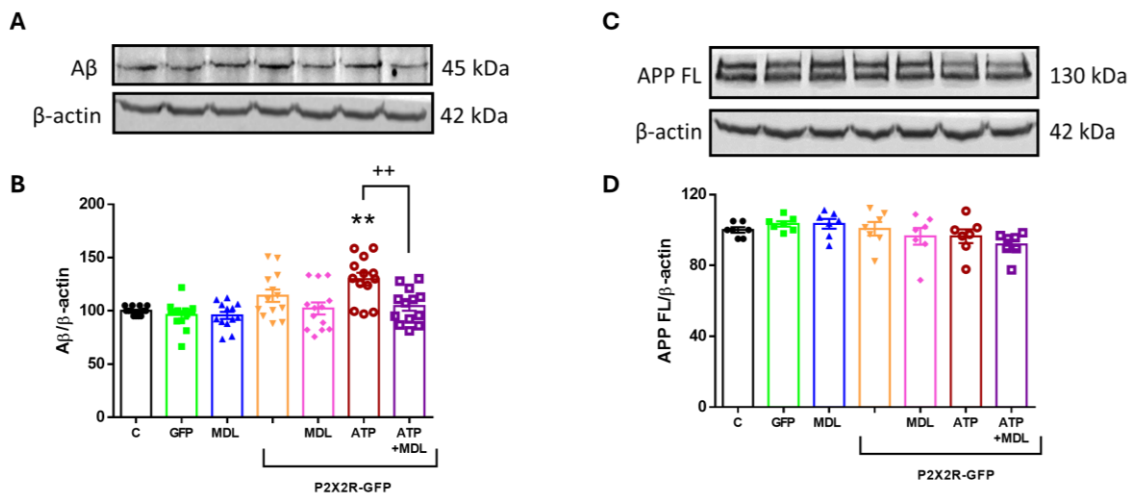 A
Aβ
45 kDa
β-actin
42 kDa
B
Aβ/β-actin
200
150
100
50
0
++
**
C
GFP
MDL
MDL
ATP
ATP
+MDL
P2X2R-GFP
C
APP FL
130 kDa
β-actin
42 kDa
D
APP FL/β-actin
120
80
40
0
C
GFP
MDL
MDL
ATP
ATP
+MDL
P2X2R-GFP